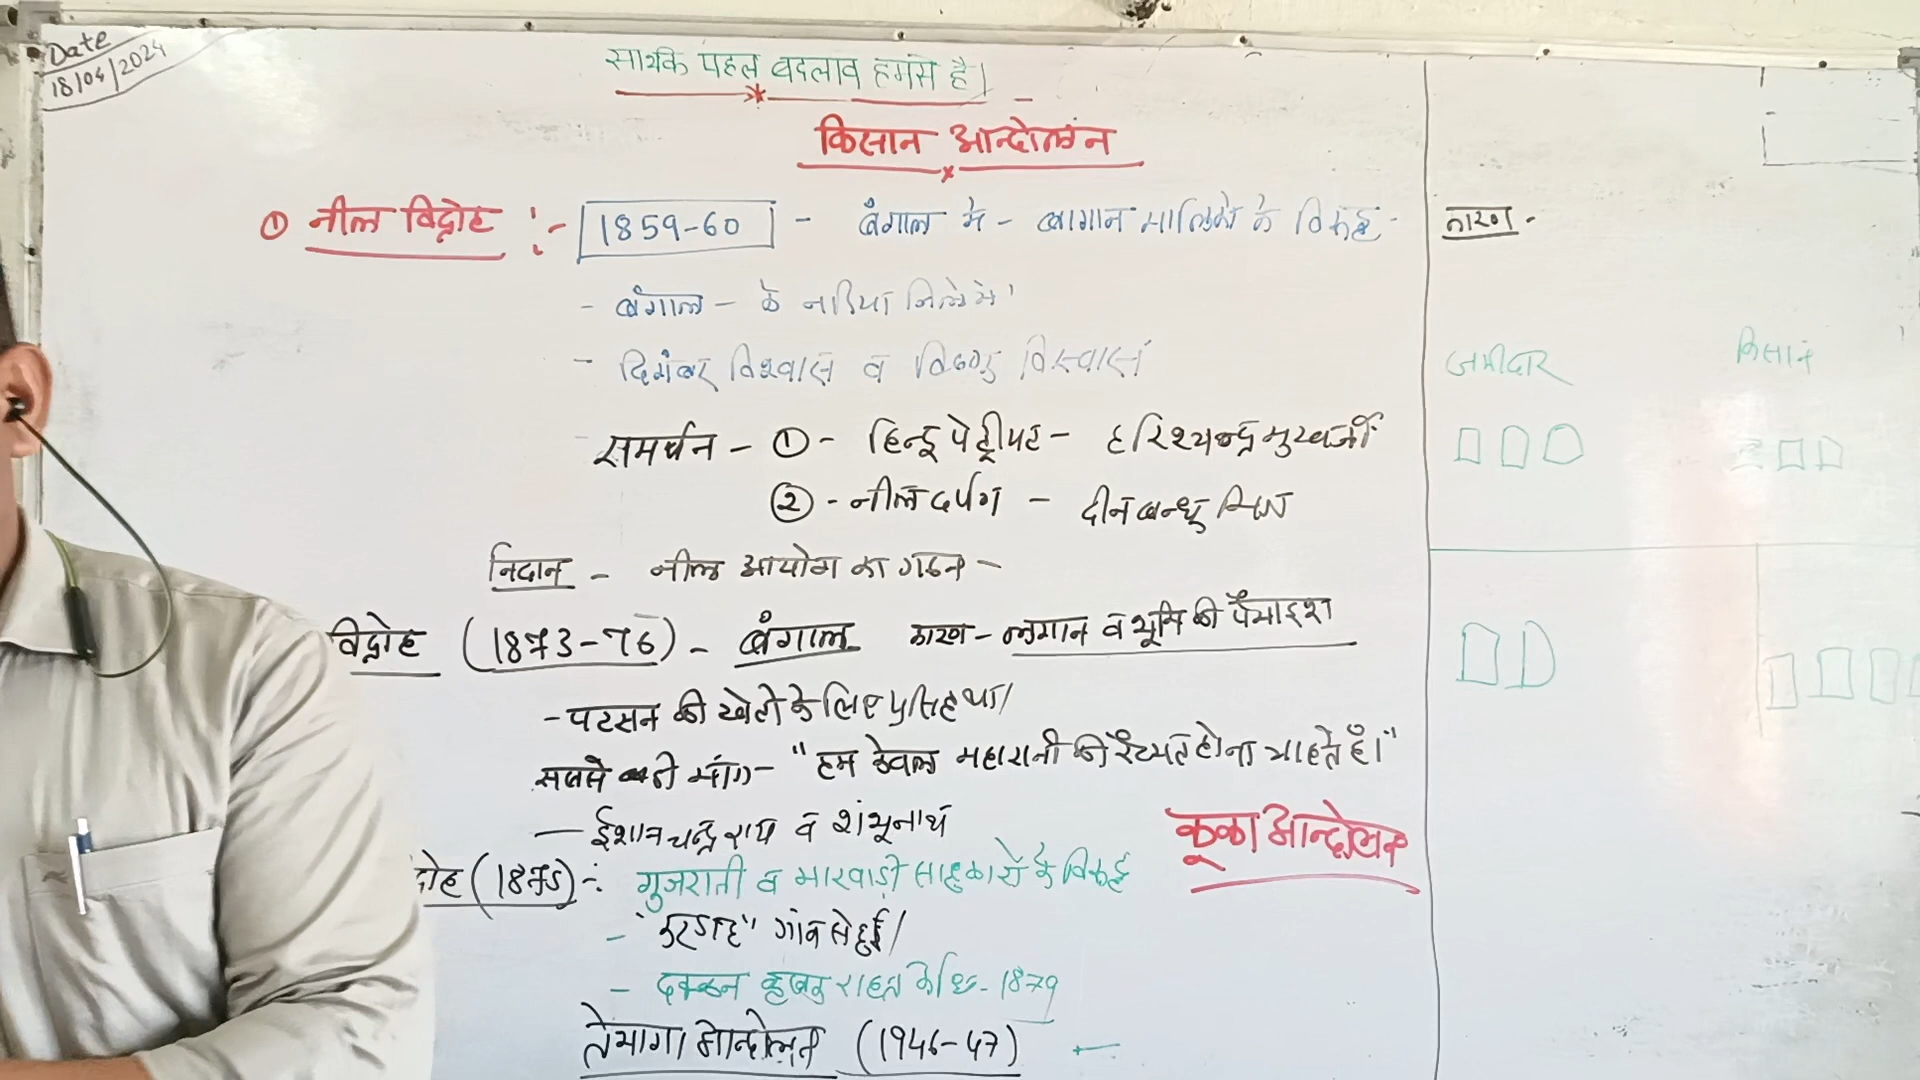 Date
18/04/2024
सार्थक पहल बदलाव हमसे है।
किसान आन्दोलन
① नील विद्रोह :- 1859-60 - बंगाल में - बागान मालिकों के विरुद्ध -
- बंगाल - के नदिया जिले में
- दिगंबर विश्वास व विष्णु विश्वास
समर्थन - ① - हिन्दू पेट्रीयट - हरिश्चन्द्र मुखर्जी
② - नील दर्पण - दीनबन्धु मित्र
निदान - नील आयोग का गठन -
विद्रोह (1873-76) - बंगाल कारण - लगान व भूमि की पैमाइश
- पटसन की खेती के लिए प्रसिद्ध था।
सबसे बड़ी मांग - "हम केवल महारानी की रैय्यत होना चाहते हैं।"
— ईशान चन्द्र राय व शंभूनाथ
द्रोह (1875) :- गुजराती व मारवाड़ी साहूकारों के विरुद्ध
- "करडाह" गांव से हुई।
- दक्कन कृषक राहत अधि. - 1879
तेभागा आन्दोलन (1946-47)
कूका आन्दोलन
कारण -
जमींदार किसान